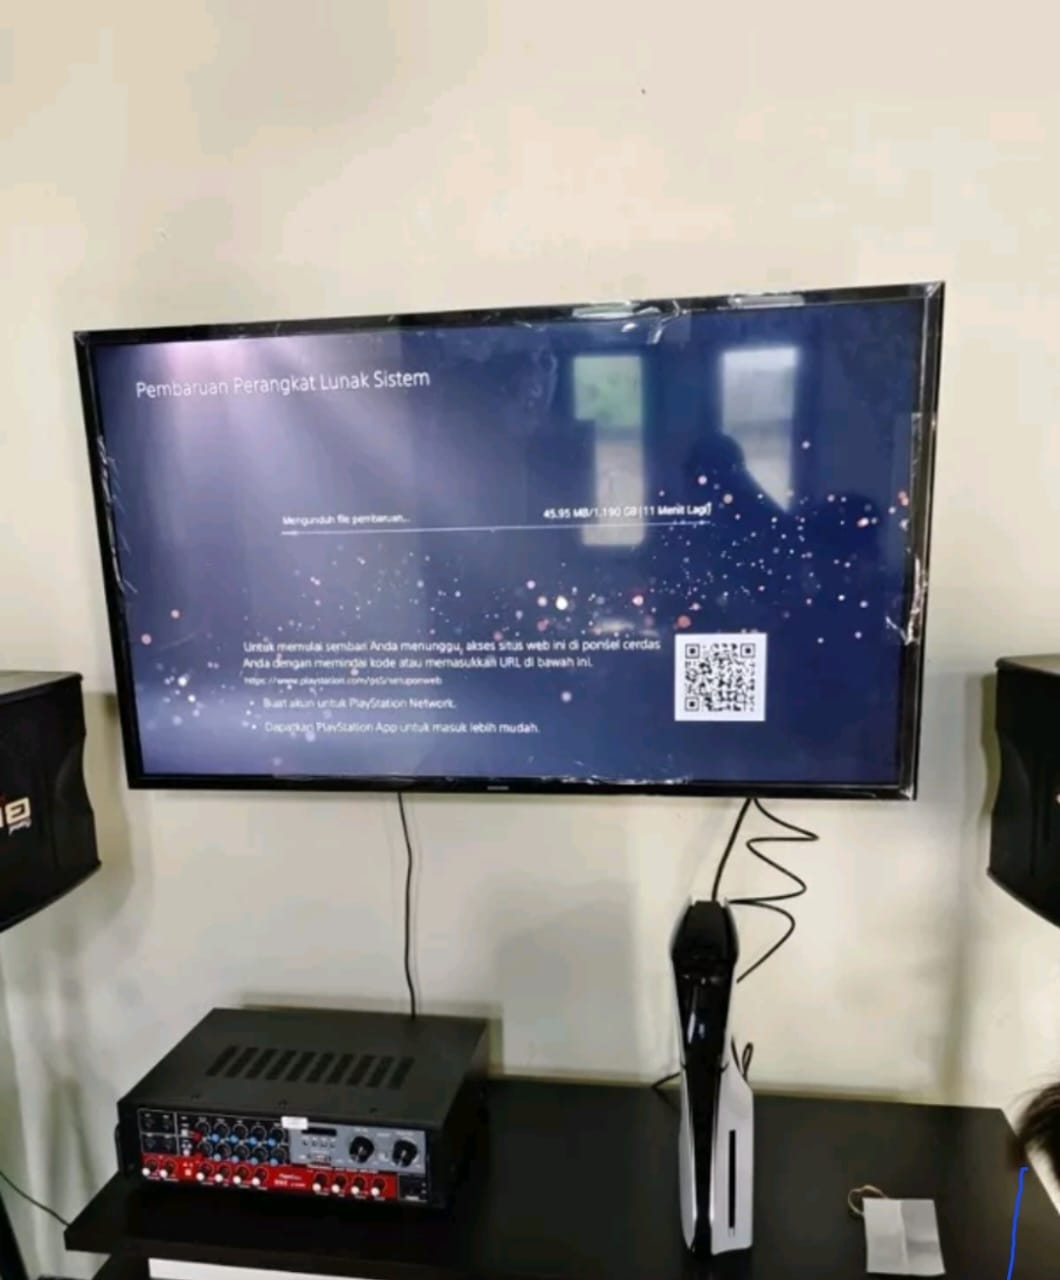 Pembaruan Perangkat Lunak Sistem
Mengunduh file pembaruan...
45.95 MB/1.190 GB (11 Menit Lagi)
Untuk memulai sembari Anda menunggu, akses situs web ini di ponsel cerdas
Anda dengan memindai kode atau memasukkan URL di bawah ini.
https://www.playstation.com/ps5/setuponweb
• Buat akun untuk PlayStation Network.
• Dapatkan PlayStation App untuk masuk lebih mudah.